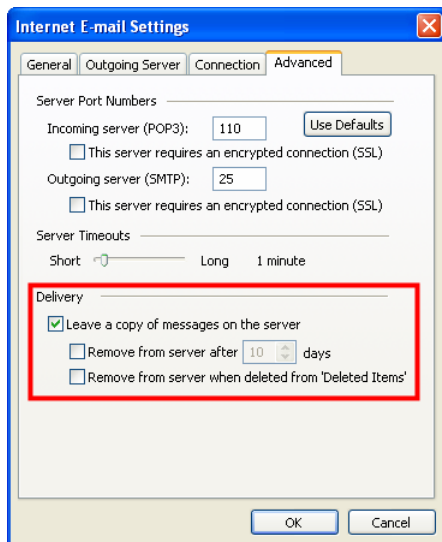 Internet E-mail Settings
General Outgoing Server Connection Advanced
Server Port Numbers
Incoming server (POP3): 110 Use Defaults
This server requires an encrypted connection (SSL)
Outgoing server (SMTP): 25
This server requires an encrypted connection (SSL)
Server Timeouts
Short Long 1 minute
Delivery
Leave a copy of messages on the server
Remove from server after 10 days
Remove from server when deleted from 'Deleted Items'
OK Cancel